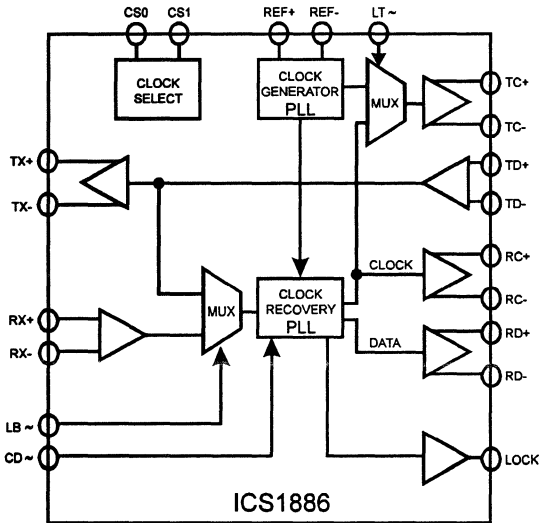 CS0 CS1 REF+ REF- LT ~
CLOCK
SELECT
CLOCK
GENERATOR
PLL
MUX
TC+
TC-
TX+
TX-
TD+
TD-
CLOCK
RC+
RC-
MUX
CLOCK
RECOVERY
PLL
RX+
RX-
DATA
RD+
RD-
LB ~
CD ~
LOCK
ICS1886